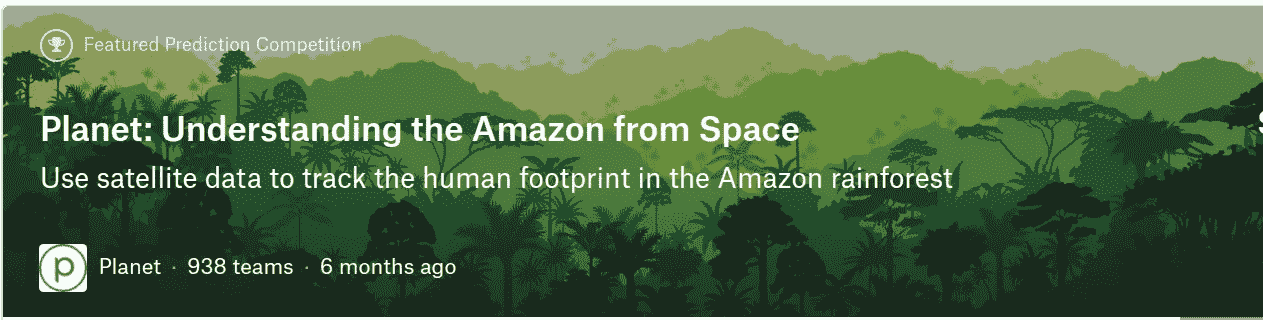 Featured Prediction Competition
Planet: Understanding the Amazon from Space
Use satellite data to track the human footprint in the Amazon rainforest
p
Planet · 938 teams · 6 months ago